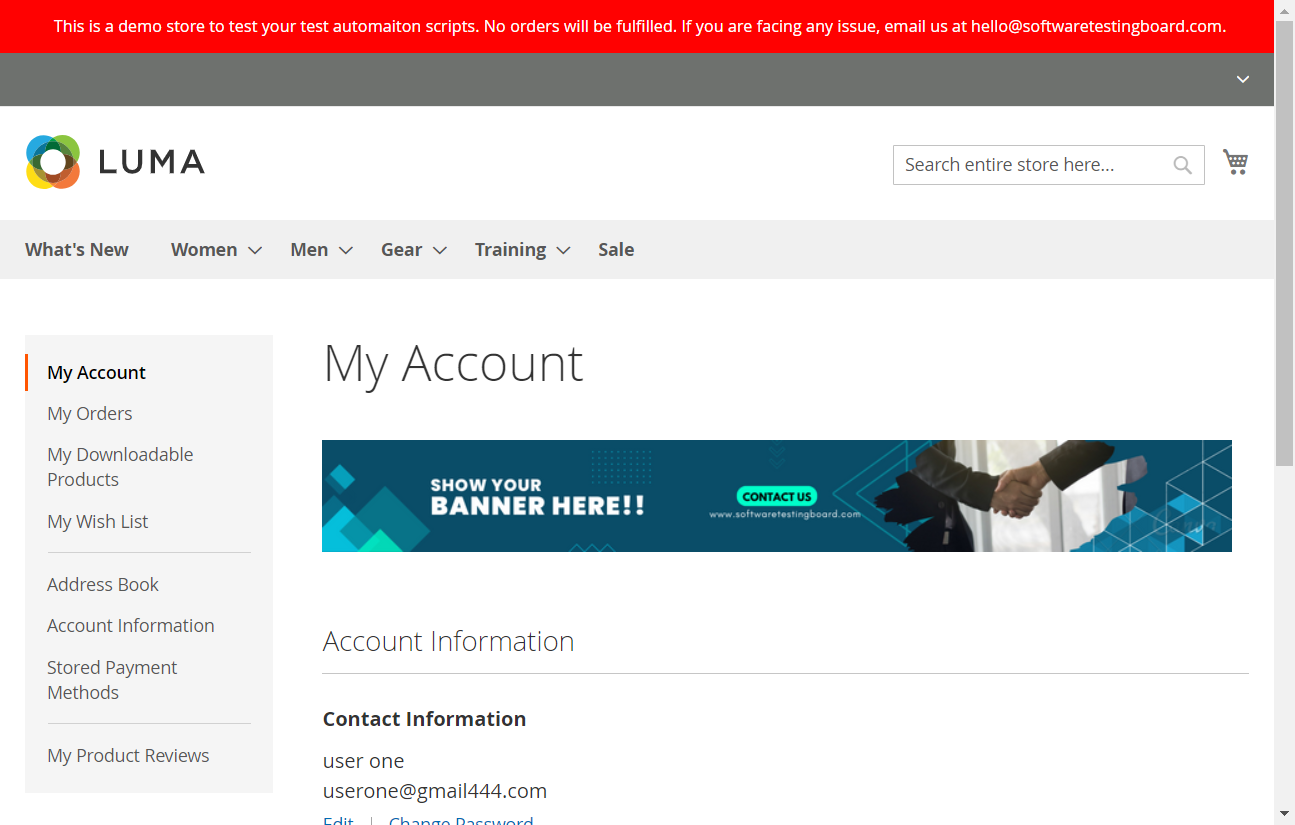 This is a demo store to test your test automaiton scripts. No orders will be fulfilled. If you are facing any issue, email us at hello@softwaretestingboard.com.
LUMA
Search entire store here...
What's New Women Men Gear Training Sale
My Account
My Orders
My Downloadable
Products
My Wish List
Address Book
Account Information
Stored Payment
Methods
My Product Reviews
My Account
SHOW YOUR
BANNER HERE!!
CONTACT US
www.softwaretestingboard.com
Account Information
Contact Information
user one
userone@gmail444.com
Edit | Change Password